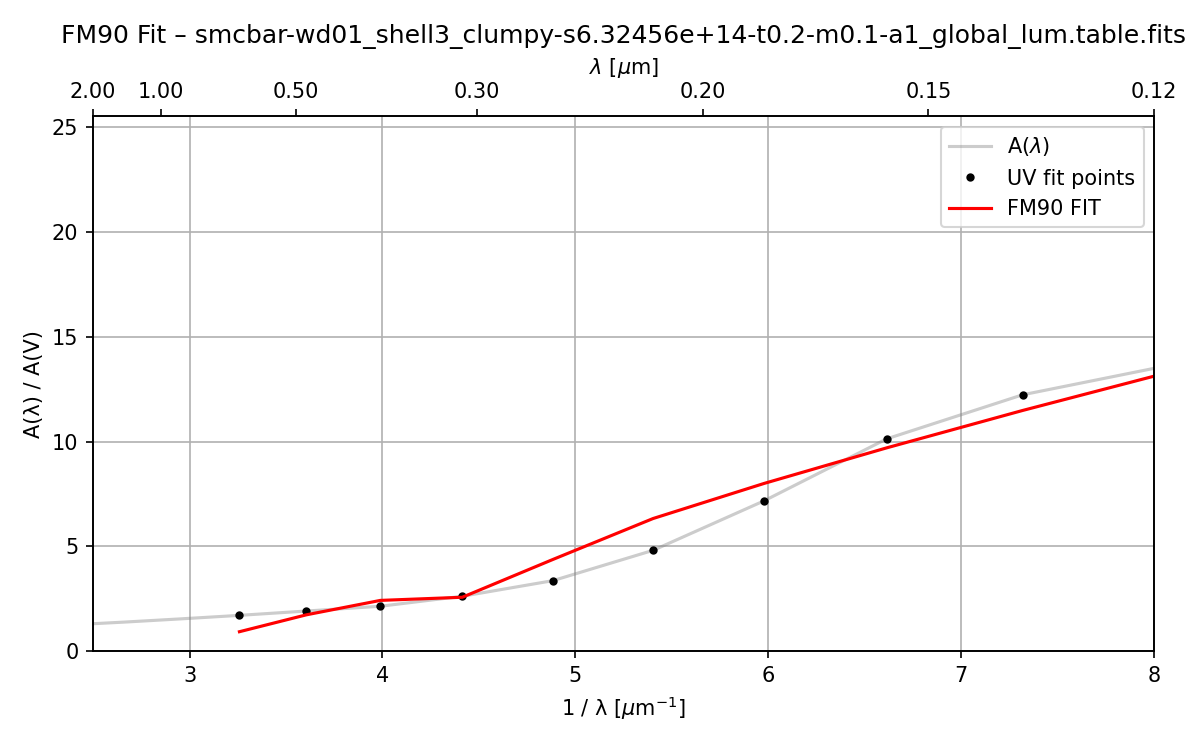 FM90 Fit – smcbar-wd01_shell3_clumpy-s6.32456e+14-t0.2-m0.1-a1_global_lum.table.fits
λ [μm]
2.00 1.00 0.50 0.30 0.20 0.15 0.12
25
20
15
10
5
0
A(λ) / A(V)
A(λ)
UV fit points
FM90 FIT
3 4 5 6 7 8
1 / λ [μm⁻¹]